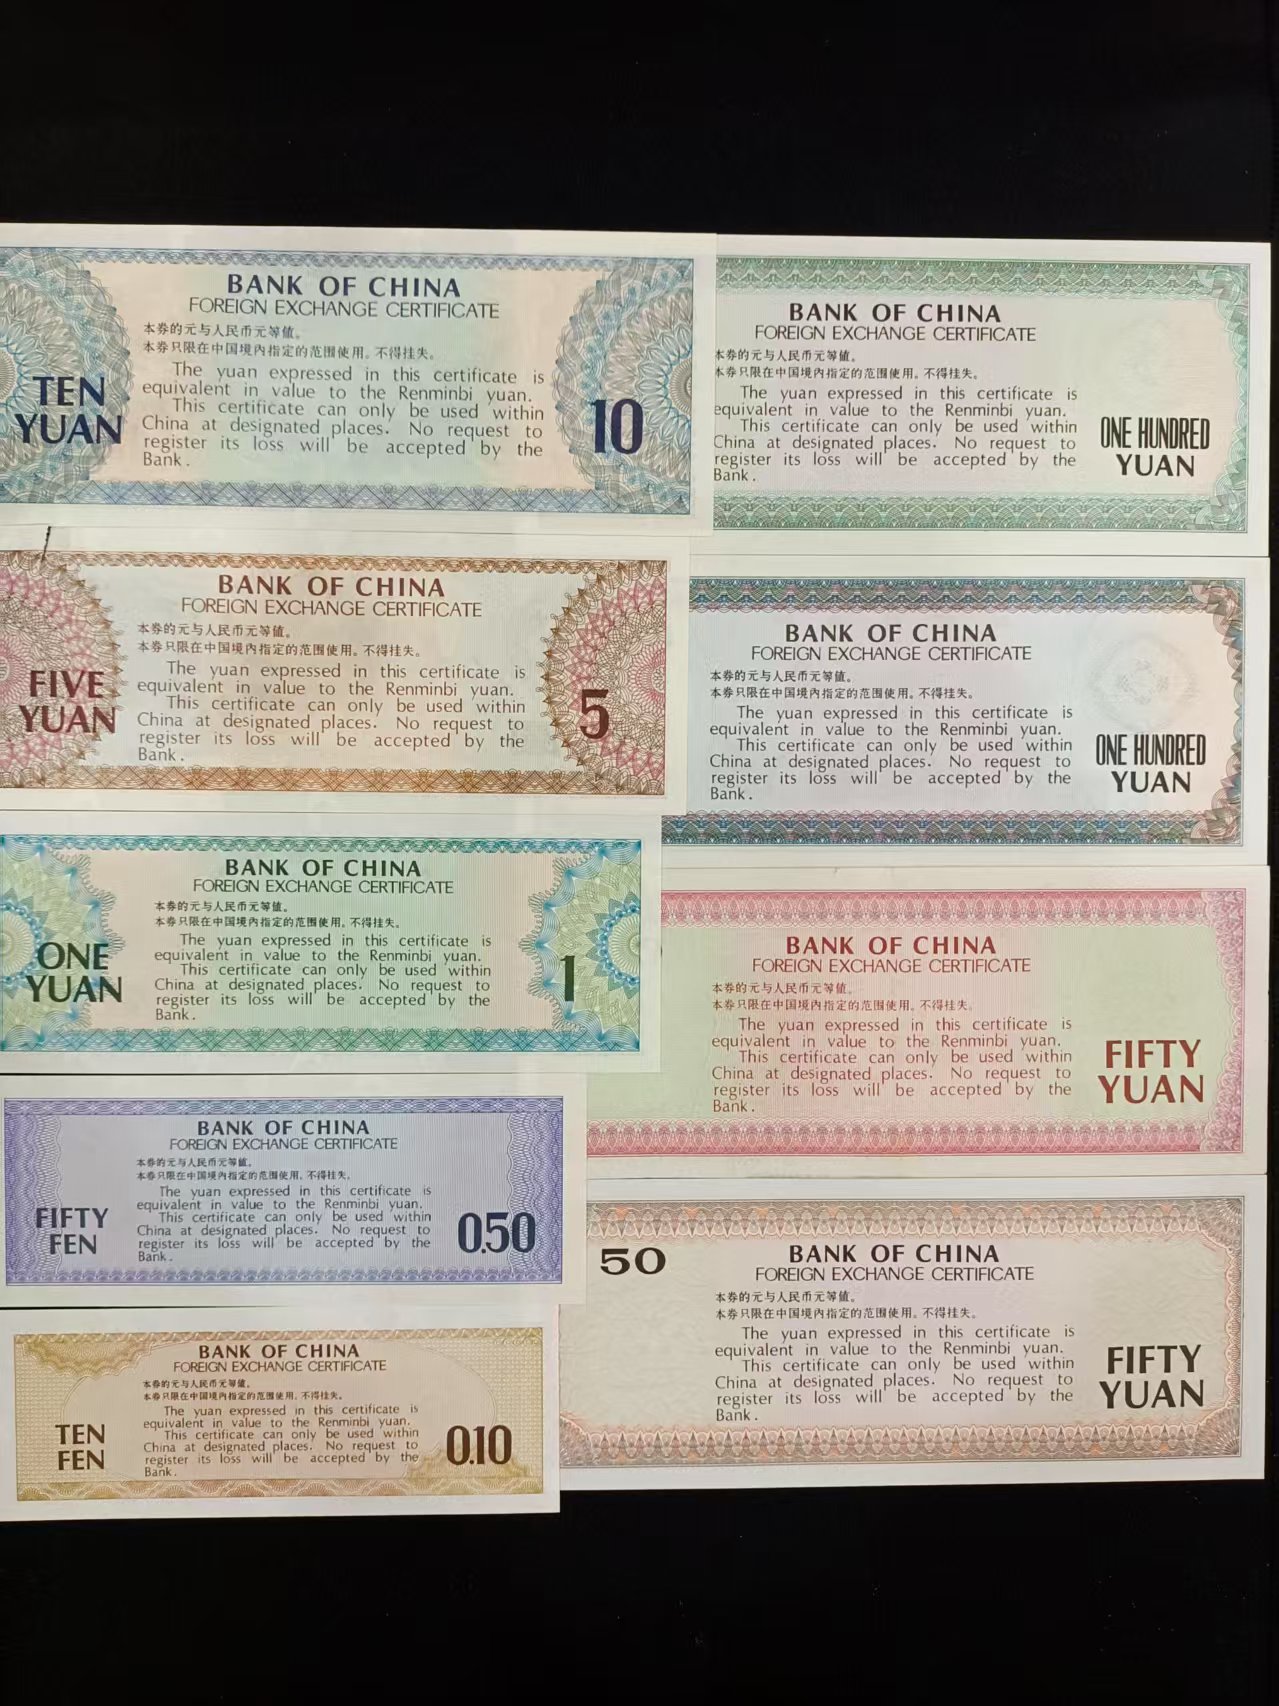 BANK OF CHINA
FOREIGN EXCHANGE CERTIFICATE
本券的元与人民币元等值。
本券只限在中国境内指定的范围使用。不得挂失。
The yuan expressed in this certificate is
equivalent in value to the Renminbi yuan.
This certificate can only be used within
China at designated places. No request to
register its loss will be accepted by the
Bank.
TEN
YUAN
10
BANK OF CHINA
FOREIGN EXCHANGE CERTIFICATE
本券的元与人民币元等值。
本券只限在中国境内指定的范围使用。不得挂失。
The yuan expressed in this certificate is
equivalent in value to the Renminbi yuan.
This certificate can only be used within
China at designated places. No request to
register its loss will be accepted by the
Bank.
FIVE
YUAN
5
BANK OF CHINA
FOREIGN EXCHANGE CERTIFICATE
本券的元与人民币元等值。
本券只限在中国境内指定的范围使用。不得挂失。
The yuan expressed in this certificate is
equivalent in value to the Renminbi yuan.
This certificate can only be used within
China at designated places. No request to
register its loss will be accepted by the
Bank.
ONE
YUAN
1
BANK OF CHINA
FOREIGN EXCHANGE CERTIFICATE
本券的元与人民币元等值。
本券只限在中国境内指定的范围使用。不得挂失。
The yuan expressed in this certificate is
equivalent in value to the Renminbi yuan.
This certificate can only be used within
China at designated places. No request to
register its loss will be accepted by the
Bank.
FIFTY
FEN
0.50
BANK OF CHINA
FOREIGN EXCHANGE CERTIFICATE
本券的元与人民币元等值。
本券只限在中国境内指定的范围使用。不得挂失。
The yuan expressed in this certificate is
equivalent in value to the Renminbi yuan.
This certificate can only be used within
China at designated places. No request to
register its loss will be accepted by the
Bank.
TEN
FEN
0.10
BANK OF CHINA
FOREIGN EXCHANGE CERTIFICATE
本券的元与人民币元等值。
本券只限在中国境内指定的范围使用。不得挂失。
The yuan expressed in this certificate is
equivalent in value to the Renminbi yuan.
This certificate can only be used within
China at designated places. No request to
register its loss will be accepted by the
Bank.
ONE HUNDRED
YUAN
BANK OF CHINA
FOREIGN EXCHANGE CERTIFICATE
本券的元与人民币元等值。
本券只限在中国境内指定的范围使用。不得挂失。
The yuan expressed in this certificate is
equivalent in value to the Renminbi yuan.
This certificate can only be used within
China at designated places. No request to
register its loss will be accepted by the
Bank.
ONE HUNDRED
YUAN
BANK OF CHINA
FOREIGN EXCHANGE CERTIFICATE
本券的元与人民币元等值。
本券只限在中国境内指定的范围使用。不得挂失。
The yuan expressed in this certificate is
equivalent in value to the Renminbi yuan.
This certificate can only be used within
China at designated places. No request to
register its loss will be accepted by the
Bank.
FIFTY
YUAN
50
BANK OF CHINA
FOREIGN EXCHANGE CERTIFICATE
本券的元与人民币元等值。
本券只限在中国境内指定的范围使用。不得挂失。
The yuan expressed in this certificate is
equivalent in value to the Renminbi yuan.
This certificate can only be used within
China at designated places. No request to
register its loss will be accepted by the
Bank.
FIFTY
YUAN